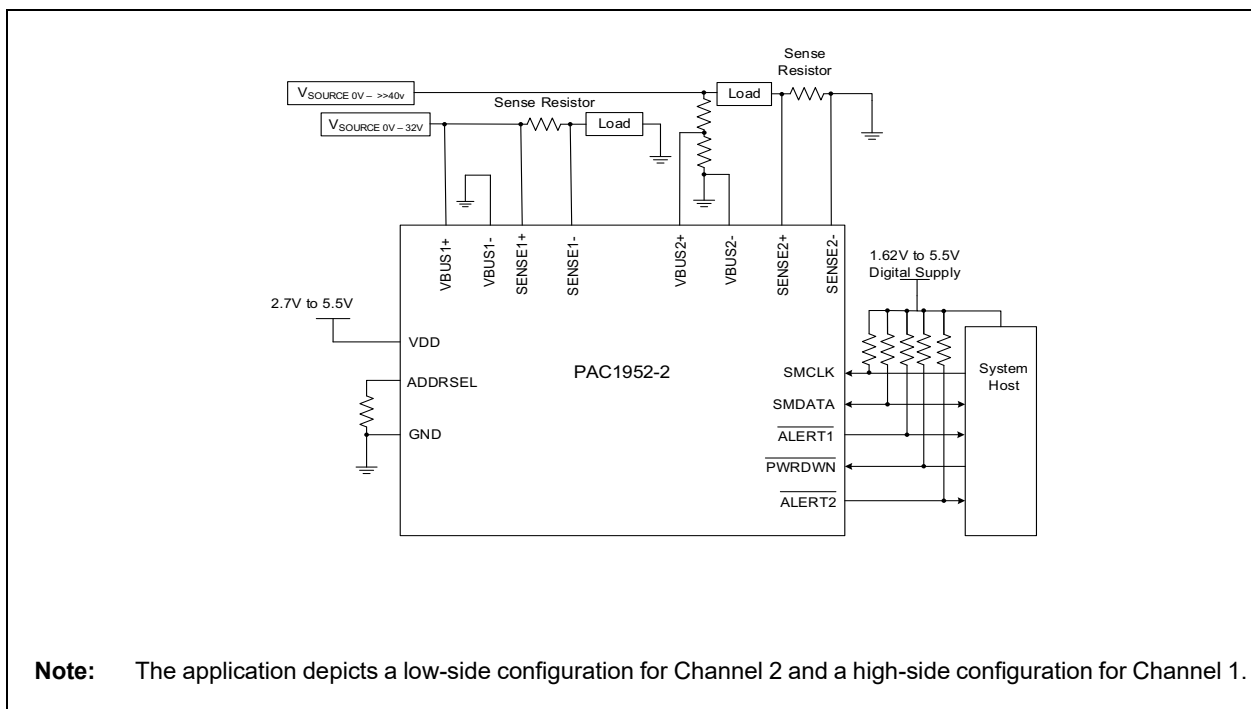 Sense
Resistor
VSOURCE 0V – >>40v
Load
Sense Resistor
VSOURCE 0V – 32V
Load
VBUS1+
VBUS1-
SENSE1+
SENSE1-
VBUS2+
VBUS2-
SENSE2+
SENSE2-
1.62V to 5.5V
Digital Supply
2.7V to 5.5V
VDD
ADDRSEL
GND
PAC1952-2
SMCLK
SMDATA
ALERT1
PWRDWN
ALERT2
System
Host
Note: The application depicts a low-side configuration for Channel 2 and a high-side configuration for Channel 1.